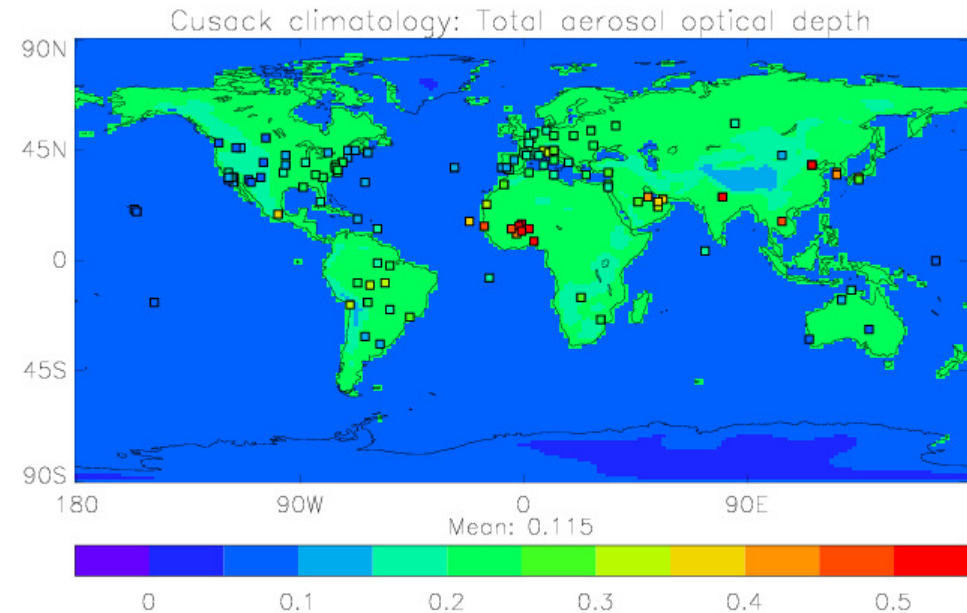 Cusack climatology: Total aerosol optical depth
90N
45N
0
45S
90S
180 90W 0 90E
Mean: 0.115
0 0.1 0.2 0.3 0.4 0.5